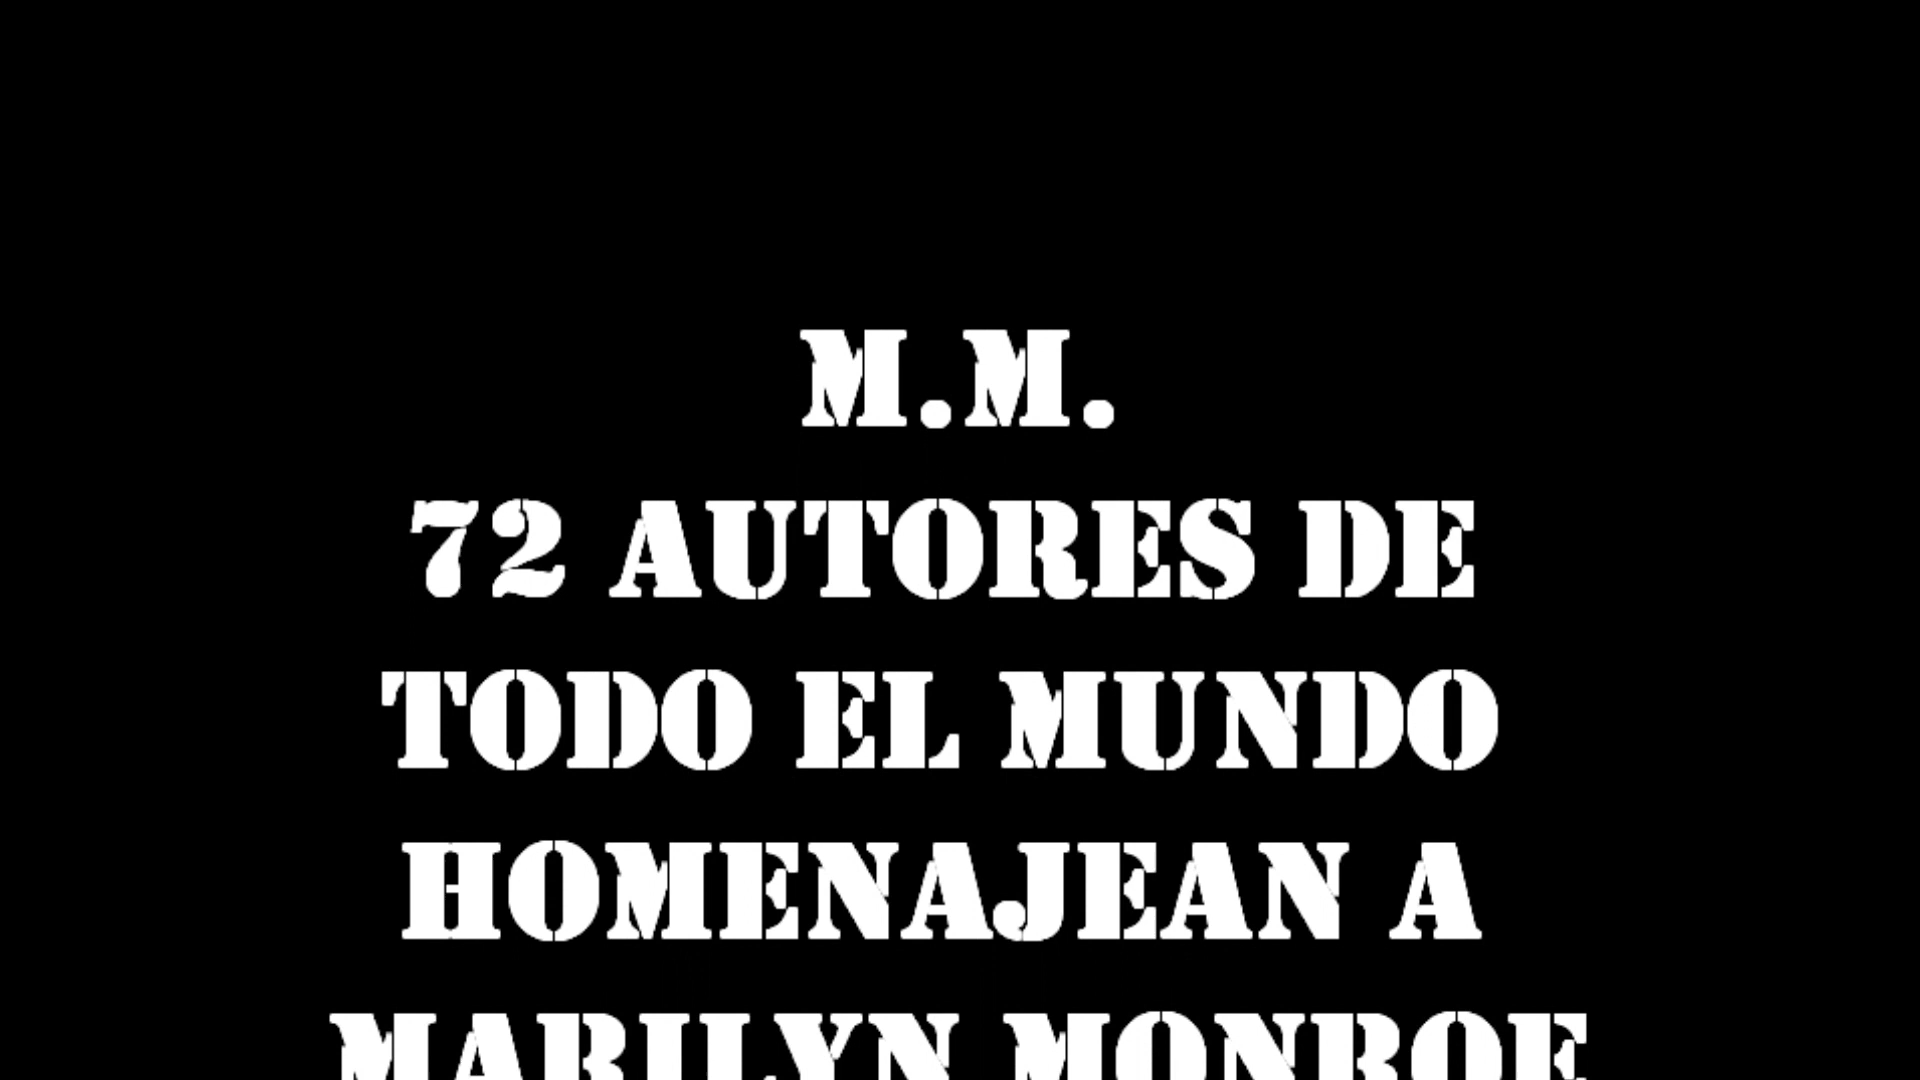 M.M.
72 AUTORES DE
TODO EL MUNDO
HOMENAJEAN A
MARILYN MONROE